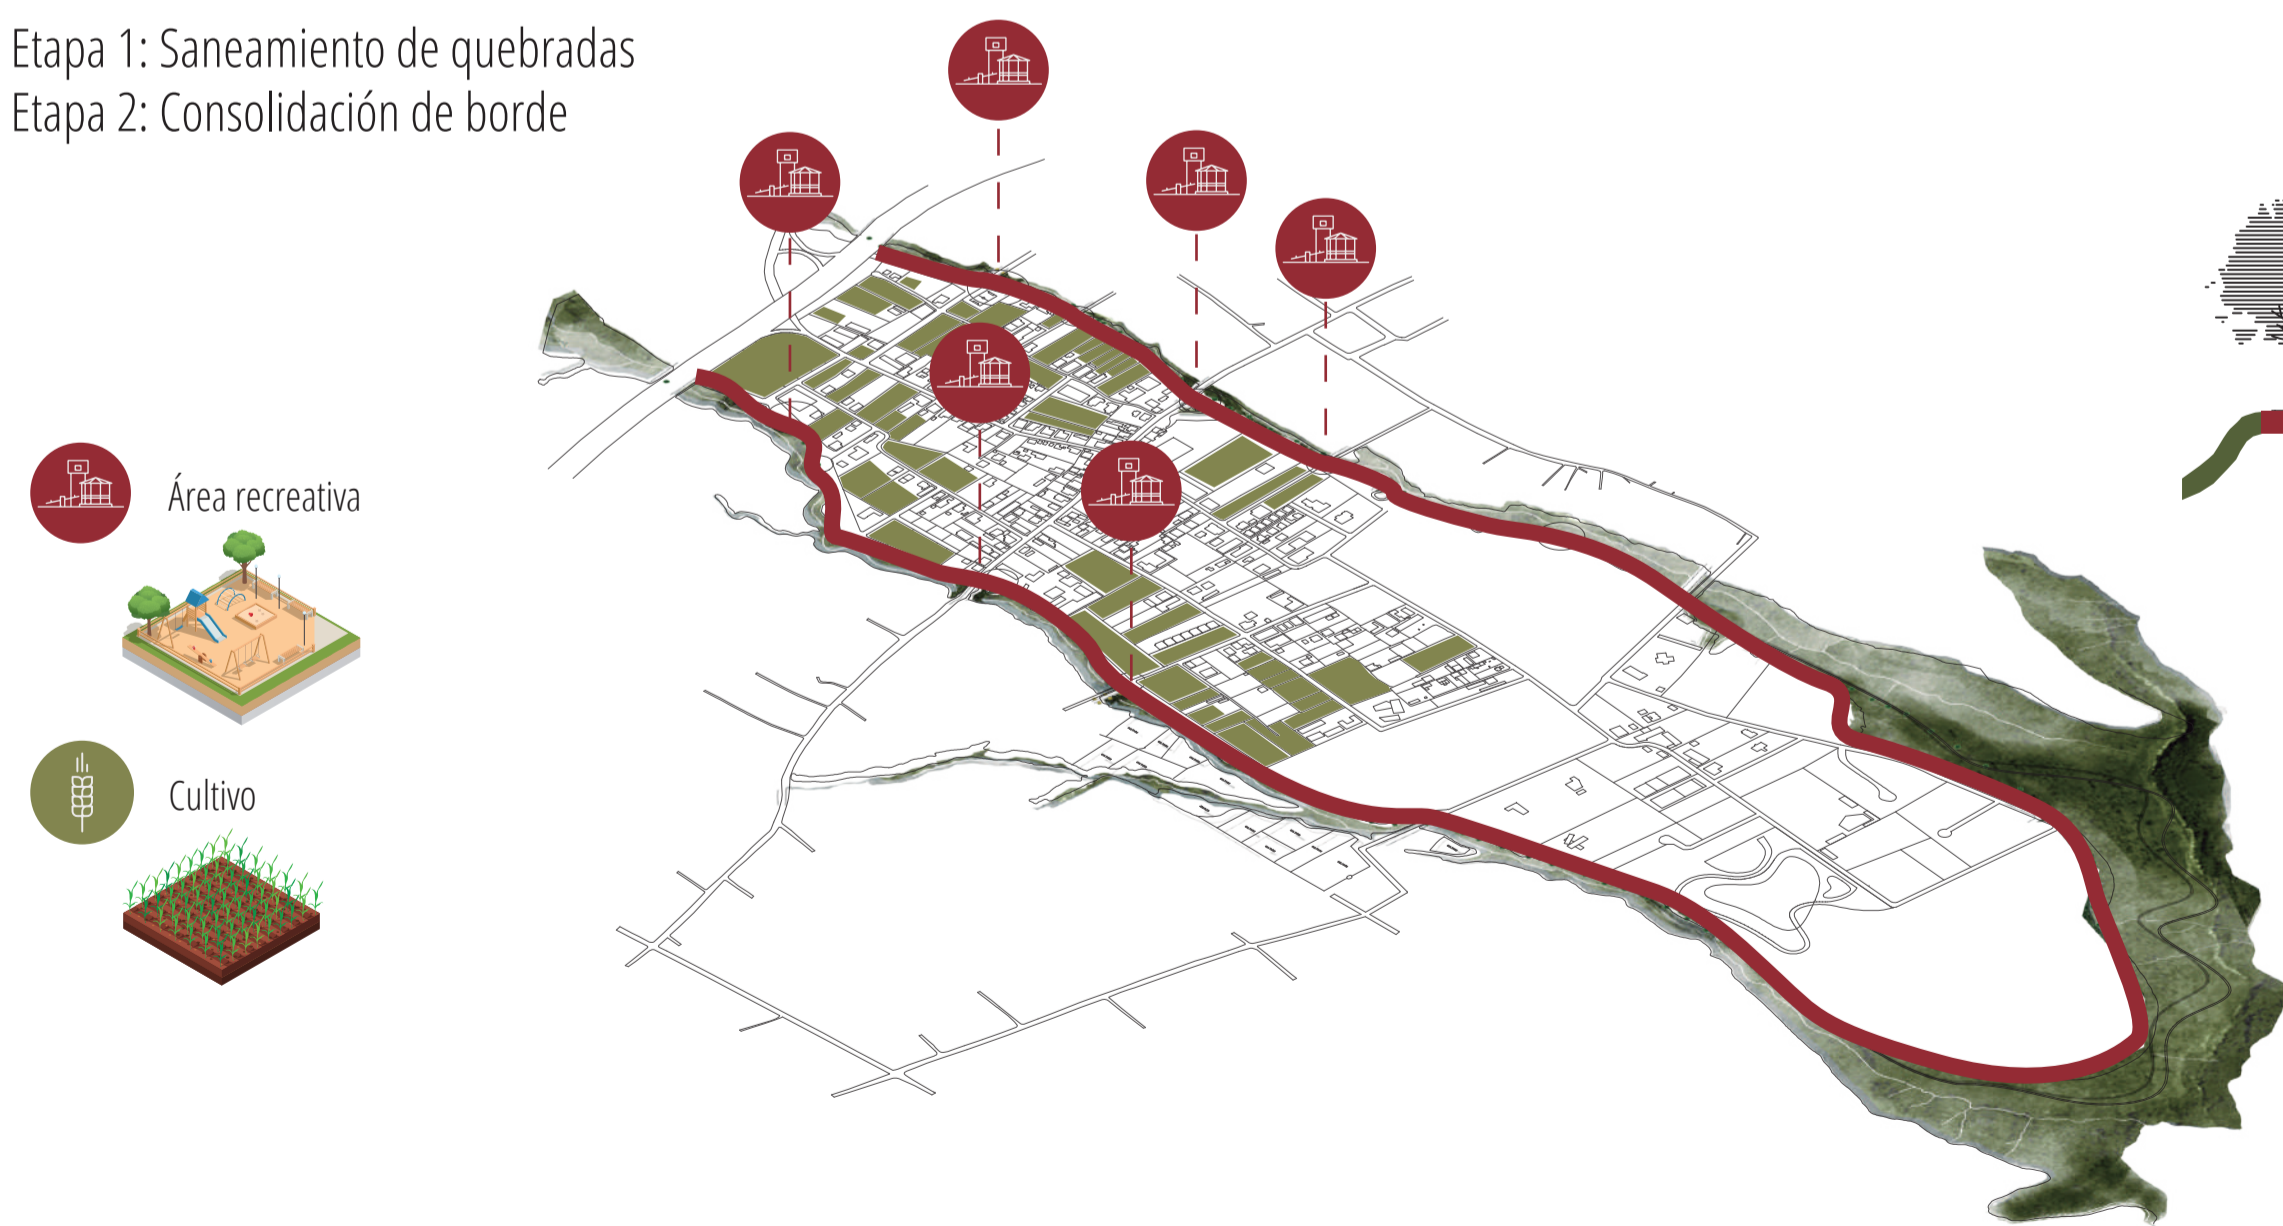 Etapa 1: Saneamiento de quebradas
Etapa 2: Consolidación de borde
Área recreativa
Cultivo